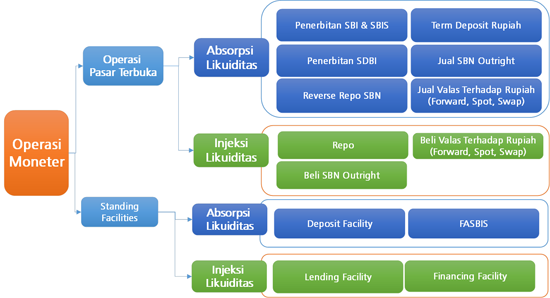 Operasi
Moneter
Operasi
Pasar Terbuka
Absorpsi
Likuiditas
Penerbitan SBI & SBIS
Term Deposit Rupiah
Penerbitan SDBI
Jual SBN Outright
Reverse Repo SBN
Jual Valas Terhadap Rupiah
(Forward, Spot, Swap)
Injeksi
Likuiditas
Repo
Beli Valas Terhadap Rupiah
(Forward, Spot, Swap)
Beli SBN Outright
Standing
Facilities
Absorpsi
Likuiditas
Deposit Facility
FASBIS
Injeksi
Likuiditas
Lending Facility
Financing Facility